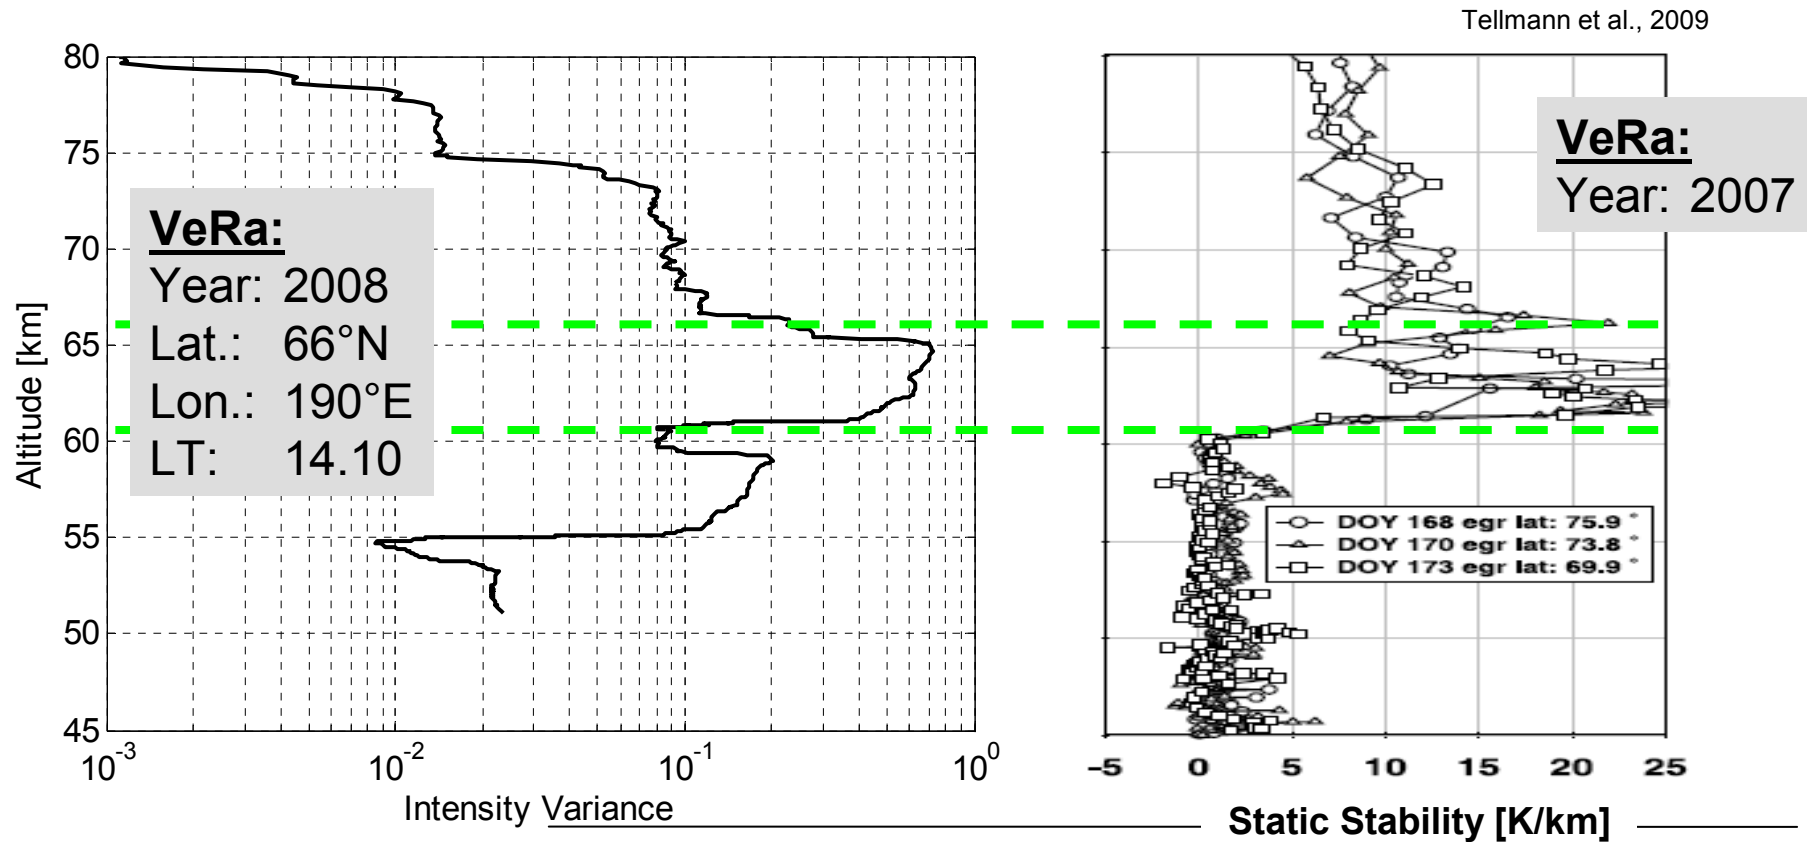 Tellmann et al., 2009
80
75
70
65
60
55
50
45
Altitude [km]
VeRa:
Year: 2008
Lat.: 66°N
Lon.: 190°E
LT: 14.10
10-3
10-2
10-1
100
Intensity Variance
VeRa:
Year: 2007
DOY 168 egr lat: 75.9 °
DOY 170 egr lat: 73.8 °
DOY 173 egr lat: 69.9 °
-5 0 5 10 15 20 25
Static Stability [K/km]